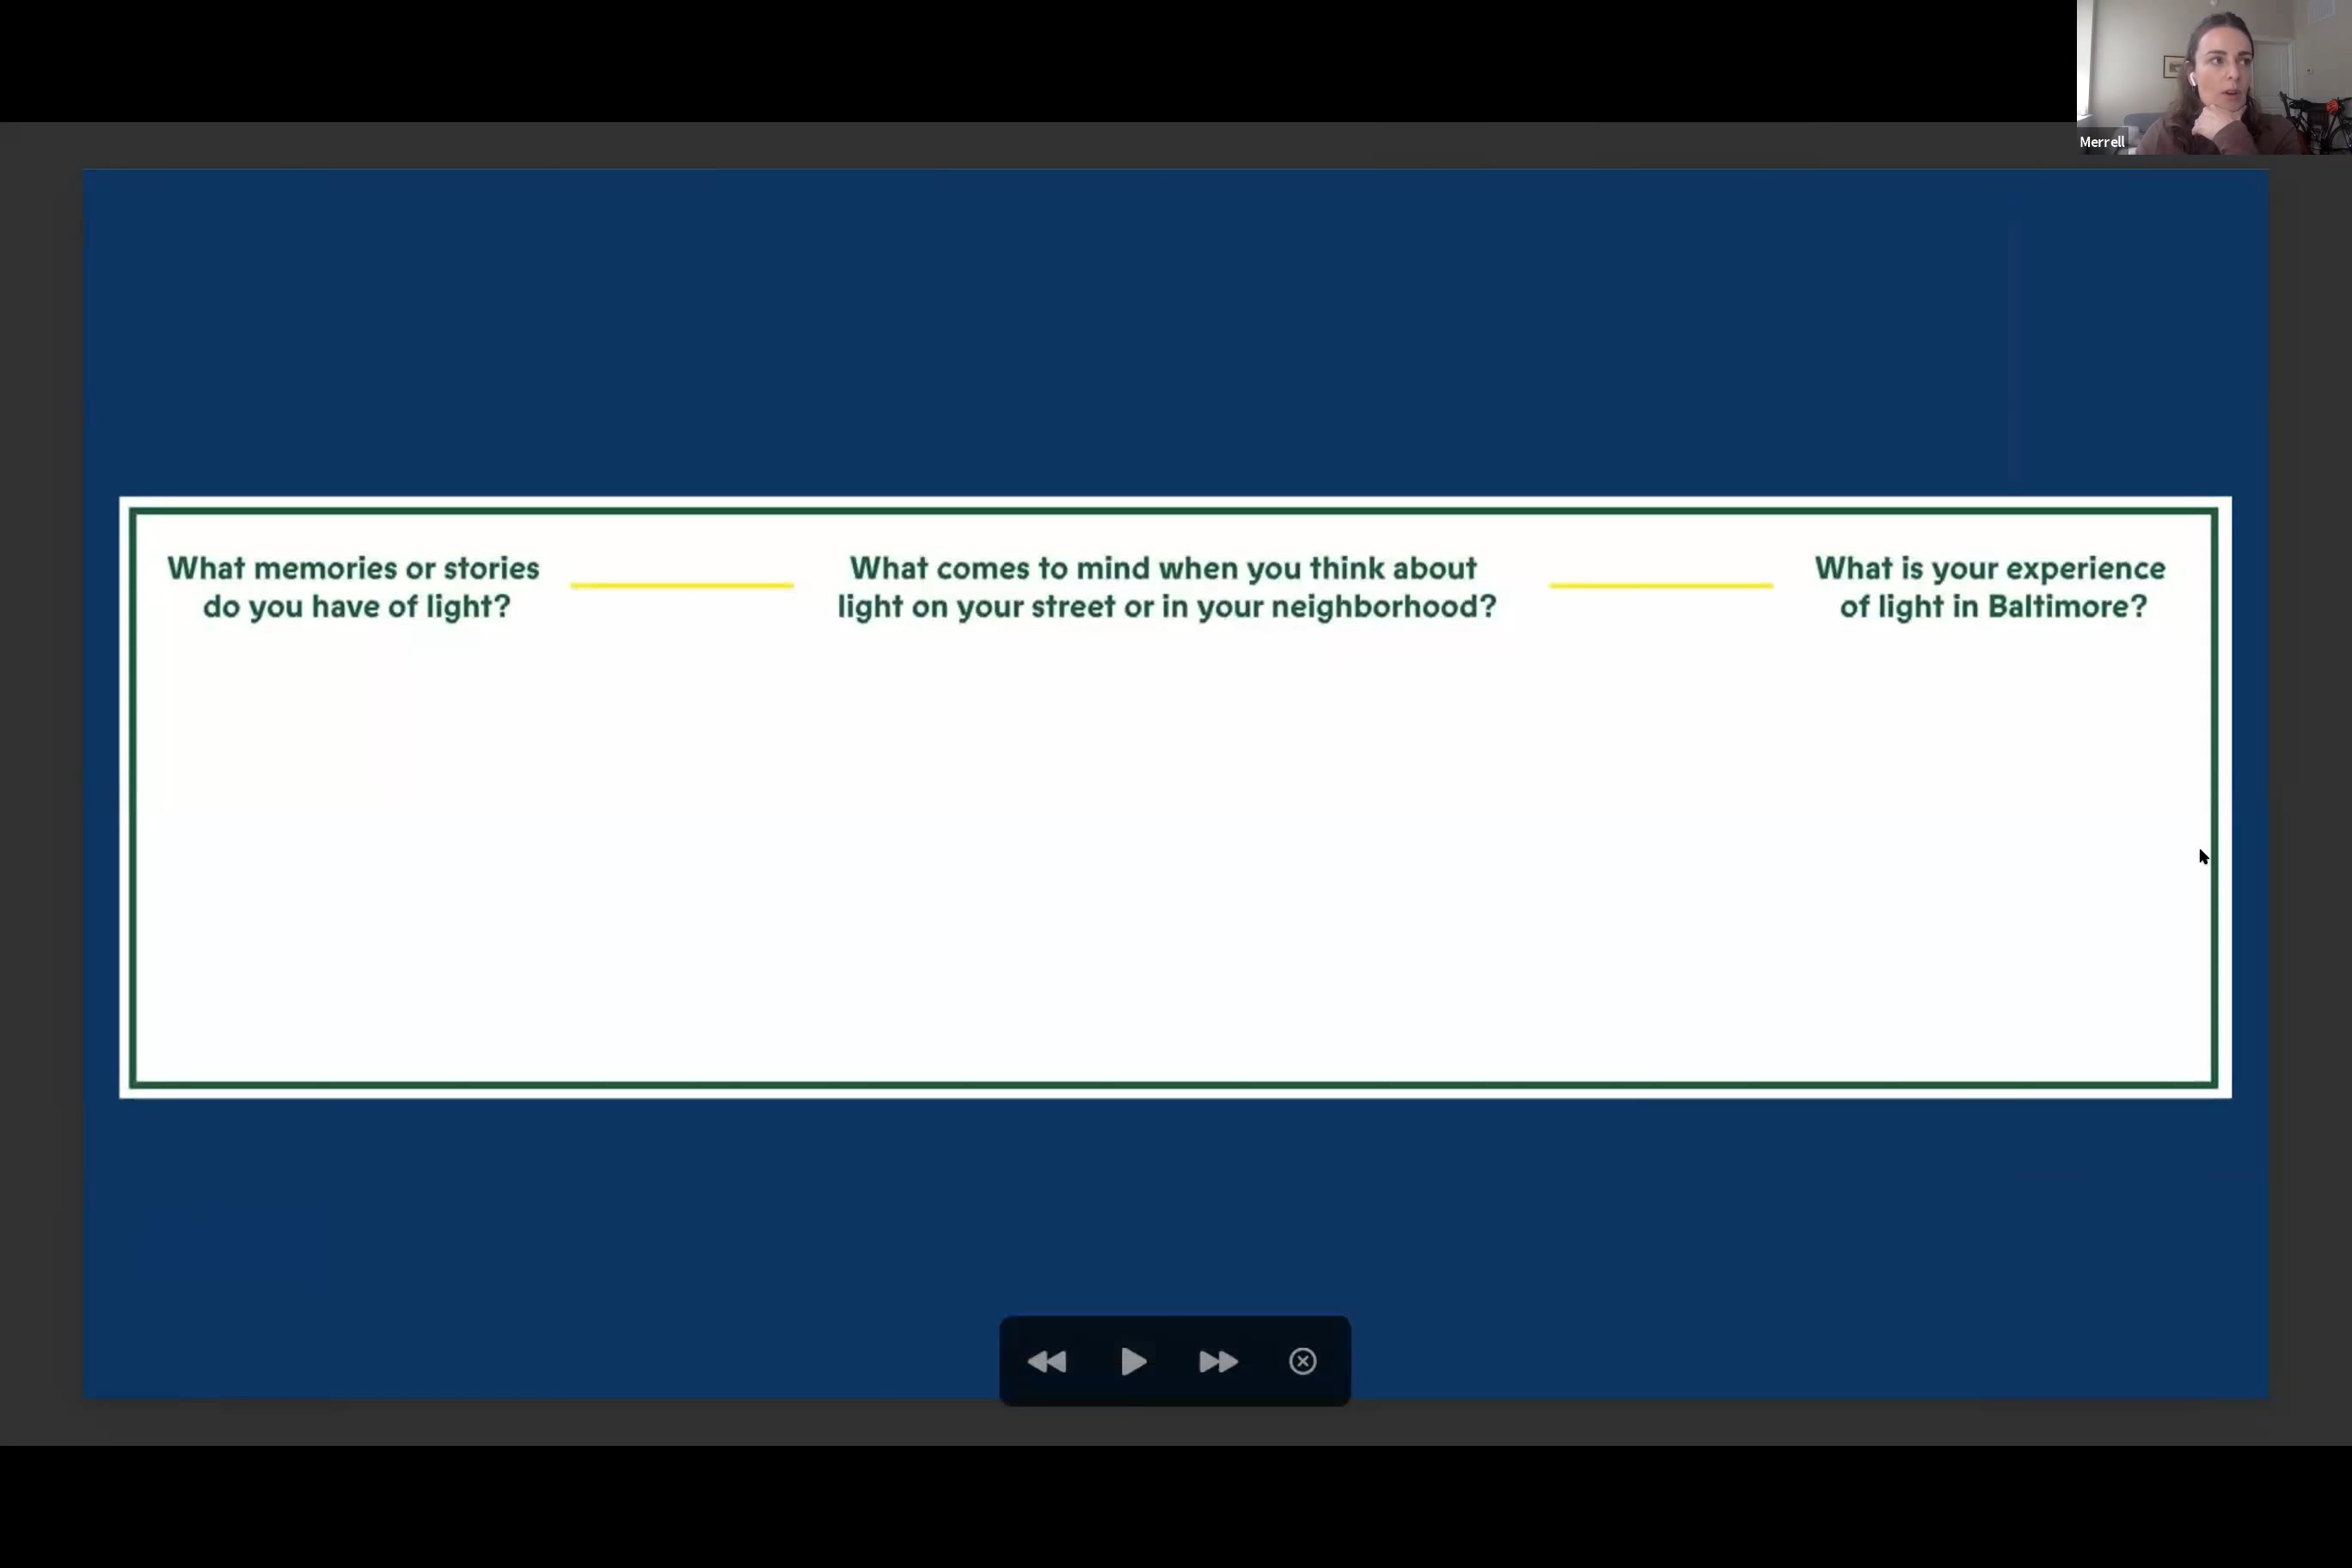 Merrell
What memories or stories
do you have of light?
What comes to mind when you think about
light on your street or in your neighborhood?
What is your experience
of light in Baltimore?